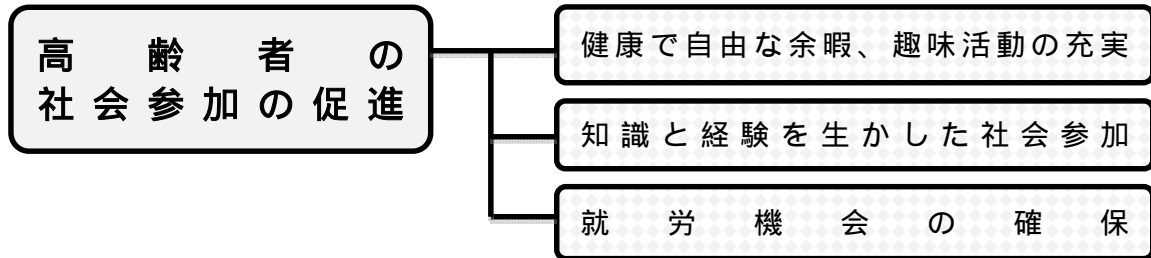 高齢者の
社会参加の促進
健康で自由な余暇、趣味活動の充実
知識と経験を生かした社会参加
就労機会の確保